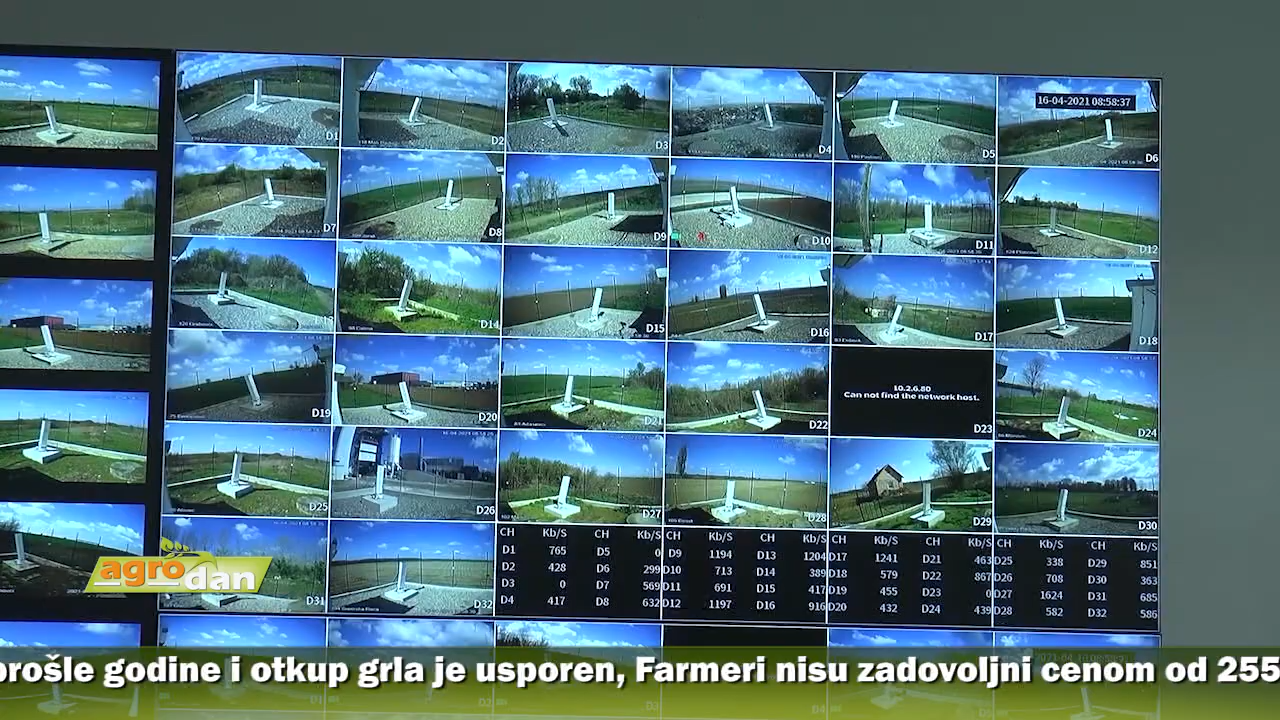 16-04-2021 08:58:37
D1
D2
D3
D4
D5
D6
D7
D8
D9
D10
D11
D12
D14
D15
D16
D17
D18
D19
D20
D21
D22
10.2.6.80
Can not find the network host.
D23
D24
D25
D26
D27
D28
D29
D30
D31
D32
CH Kb/S CH Kb/S CH Kb/S CH Kb/S CH Kb/S CH Kb/S CH Kb/S CH Kb/S
D1 765 D5 0 D9 1194 D13 1204 D17 1241 D21 463 D25 338 D29 851
D2 428 D6 299 D10 713 D14 389 D18 579 D22 867 D26 708 D30 363
D3 0 D7 569 D11 691 D15 417 D19 455 D23 0 D27 1624 D31 685
D4 417 D8 632 D12 1197 D16 916 D20 432 D24 439 D28 582 D32 586
agro
dan
prošle godine i otkup grla je usporen, Farmeri nisu zadovoljni cenom od 255